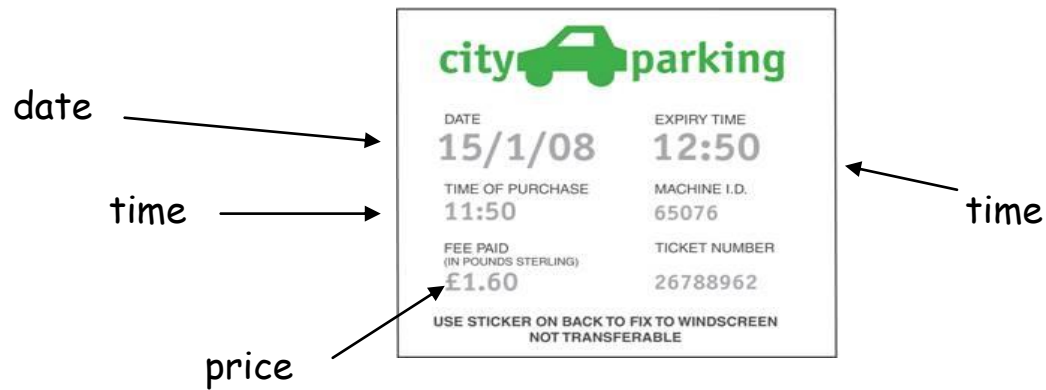 city parking
date
DATE EXPIRY TIME
15/1/08 12:50
TIME OF PURCHASE MACHINE I.D.
time 11:50 65076 time
FEE PAID TICKET NUMBER
(IN POUNDS STERLING)
£1.60 26788962
USE STICKER ON BACK TO FIX TO WINDSCREEN
NOT TRANSFERABLE
price